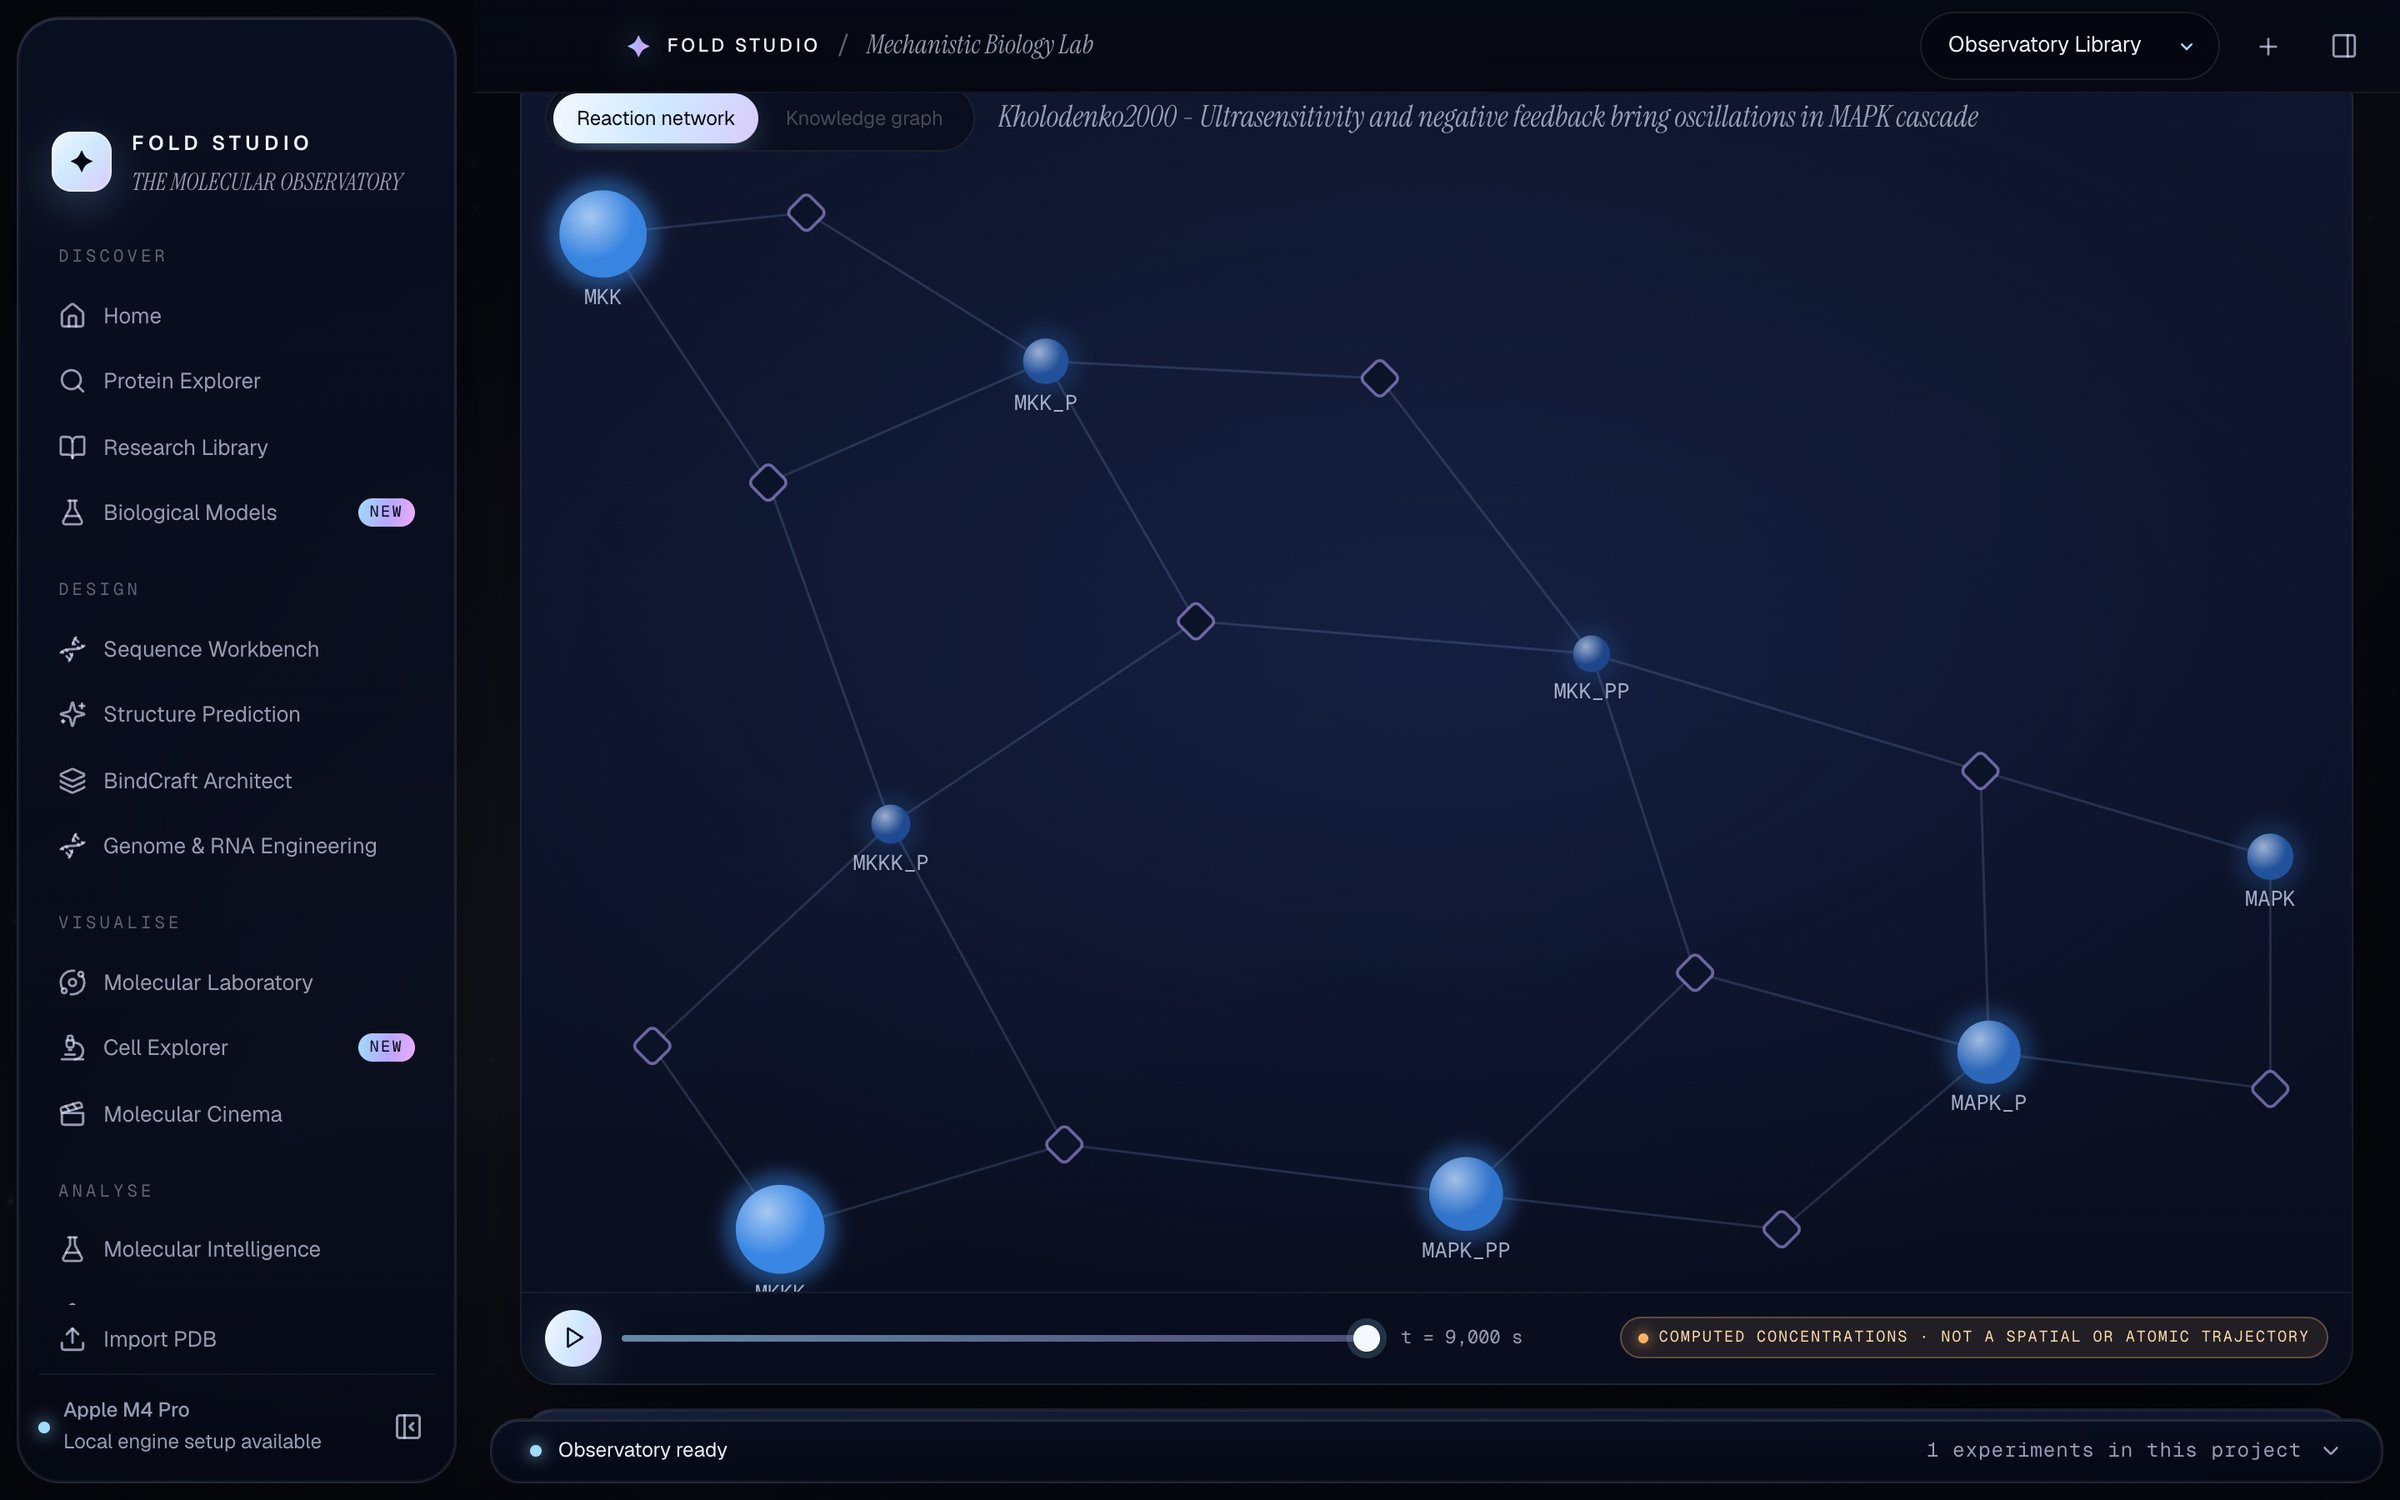 FOLD STUDIO / Mechanistic Biology Lab
Observatory Library
FOLD STUDIO
THE MOLECULAR OBSERVATORY
DISCOVER
Home
Protein Explorer
Research Library
Biological Models NEW
DESIGN
Sequence Workbench
Structure Prediction
BindCraft Architect
Genome & RNA Engineering
VISUALISE
Molecular Laboratory
Cell Explorer NEW
Molecular Cinema
ANALYSE
Molecular Intelligence
Import PDB
Apple M4 Pro
Local engine setup available
Reaction network
Knowledge graph
Kholodenko2000 - Ultrasensitivity and negative feedback bring oscillations in MAPK cascade
MKK
MKK_P
MKK_PP
MKKK_P
MAPK
MAPK_P
MAPK_PP
MKKK
t = 9,000 s
COMPUTED CONCENTRATIONS · NOT A SPATIAL OR ATOMIC TRAJECTORY
Observatory ready
1 experiments in this project